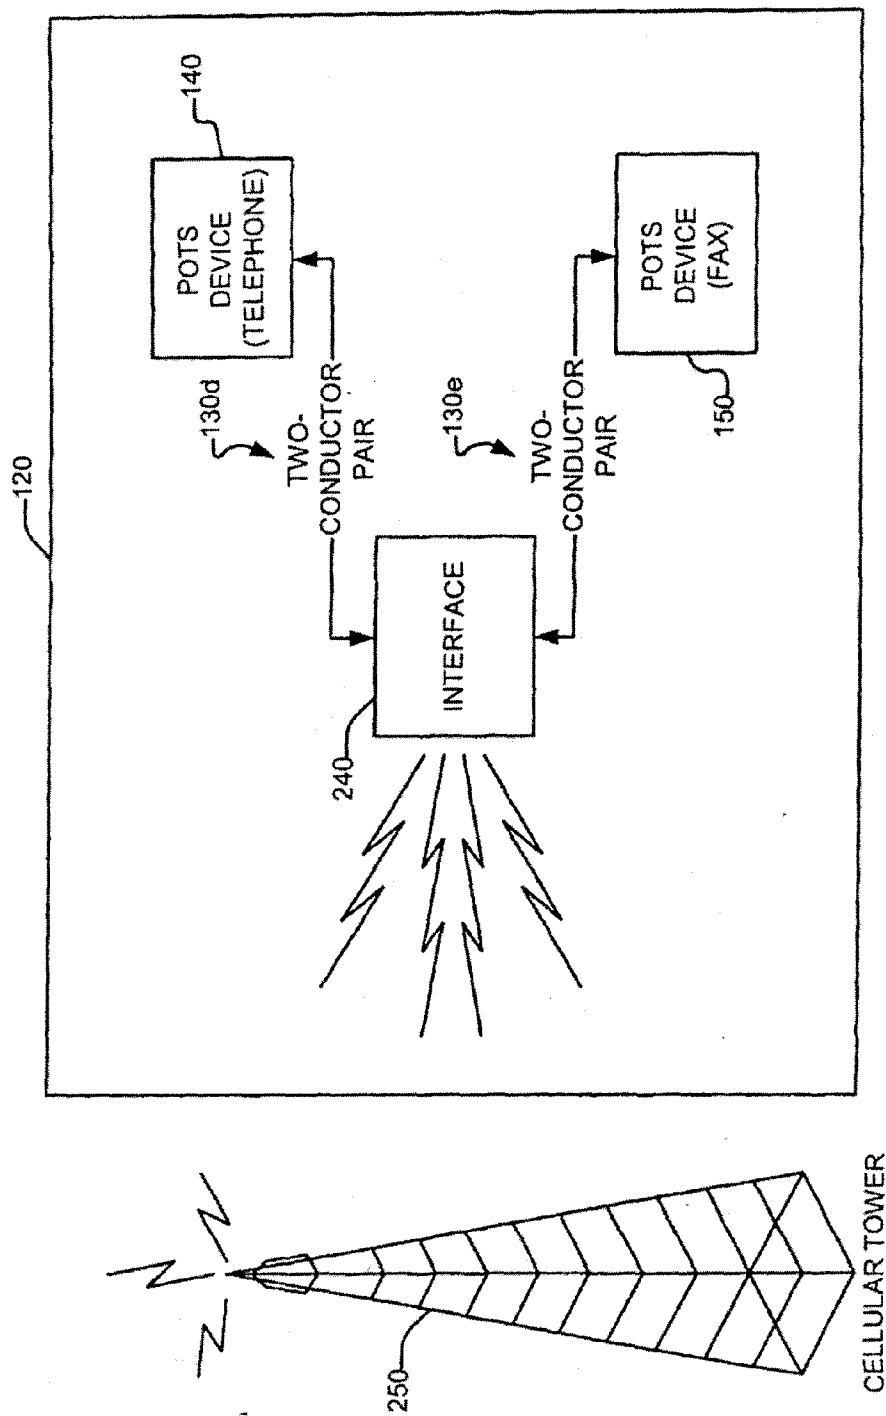 120
140
POTS
DEVICE
(TELEPHONE)
130d
TWO-
CONDUCTOR
PAIR
240
INTERFACE
130e
TWO-
CONDUCTOR
PAIR
POTS
DEVICE
(FAX)
150
250
CELLULAR TOWER